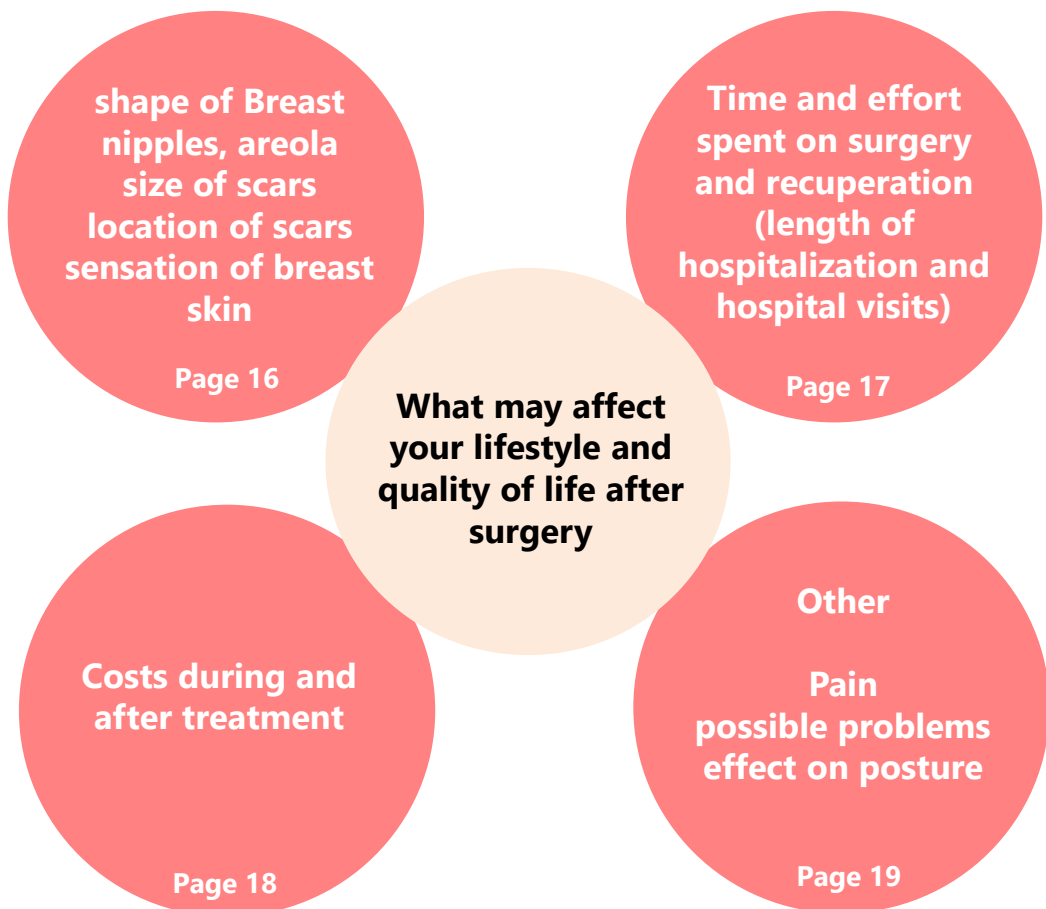 shape of Breast
nipples, areola
size of scars
location of scars
sensation of breast
skin
Page 16
Time and effort
spent on surgery
and recuperation
(length of
hospitalization and
hospital visits)
Page 17
What may affect
your lifestyle and
quality of life after
surgery
Costs during and
after treatment
Page 18
Other
Pain
possible problems
effect on posture
Page 19